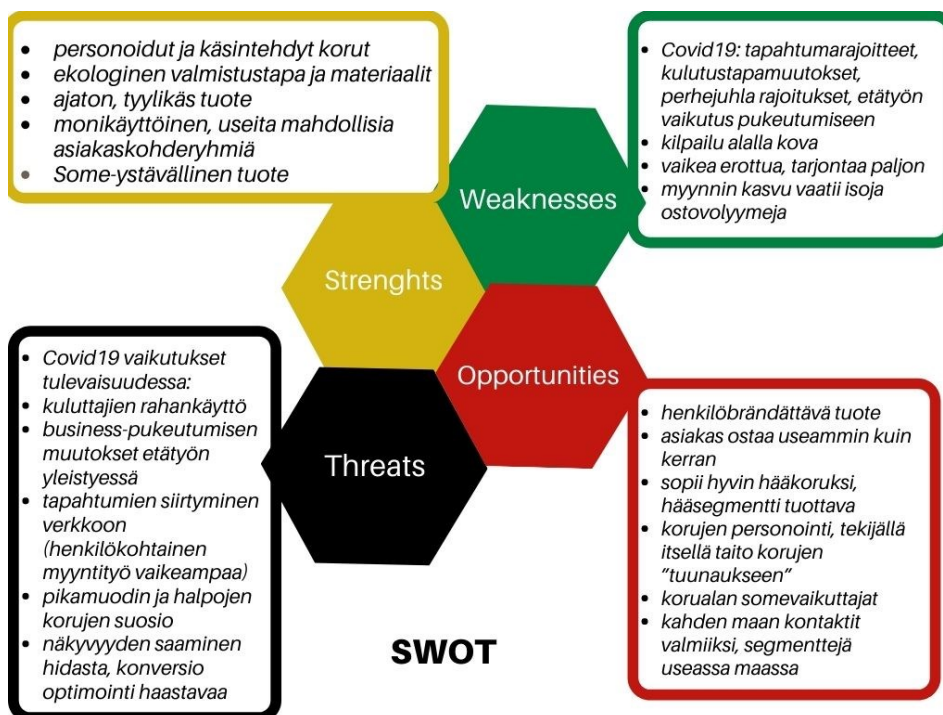 • personoidut ja käsintehdyt korut
• ekologinen valmistustapa ja materiaalit
• ajaton, tyylikäs tuote
• monikäyttöinen, useita mahdollisia
asiakaskohderyhmiä
• Some-ystävällinen tuote
Strenghts
• Covid19: tapahtumarajoitteet,
kulutustapamuutokset,
perhejuhla rajoitukset, etätyön
vaikutus pukeutumiseen
• kilpailu alalla kova
• vaikea erottua, tarjontaa paljon
• myynnin kasvu vaatii isoja
ostovolyymeja
Weaknesses
Opportunities
• henkilöbrändättävä tuote
• asiakas ostaa useammin kuin
kerran
• sopii hyvin hääkoruksi,
hääsegmentti tuottava
• korujen personointi, tekijällä
itsellä taito korujen
"tuunaukseen"
• korualan somevaikuttajat
• kahden maan kontaktit
valmiiksi, segmenttejä
useassa maassa
Threats
• Covid19 vaikutukset
tulevaisuudessa:
• kuluttajien rahankäyttö
• business-pukeutumisen
muutokset etätyön
yleistyessä
• tapahtumien siirtyminen
verkkoon
(henkilökohtainen
myyntityö vaikeampaa)
• pikamuodin ja halpojen
korujen suosio
• näkyvyyden saaminen
hidasta, konversio
optimointi haastavaa
SWOT